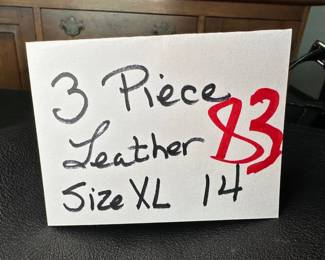 3 Piece
Leather 83
Size XL 14